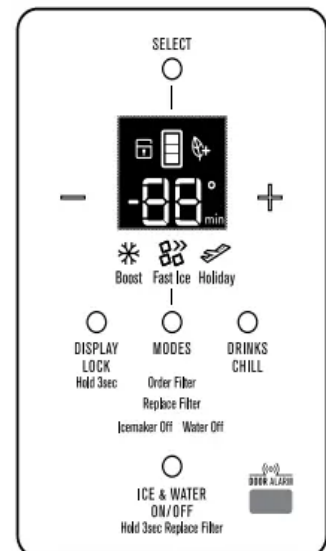 SELECT
-88°
min
Boost Fast Ice Holiday
DISPLAY LOCK
Hold 3sec
MODES
DRINKS CHILL
Order Filter
Replace Filter
Icemaker Off Water Off
ICE & WATER
ON/OFF
Hold 3sec Replace Filter
DOOR ALARM